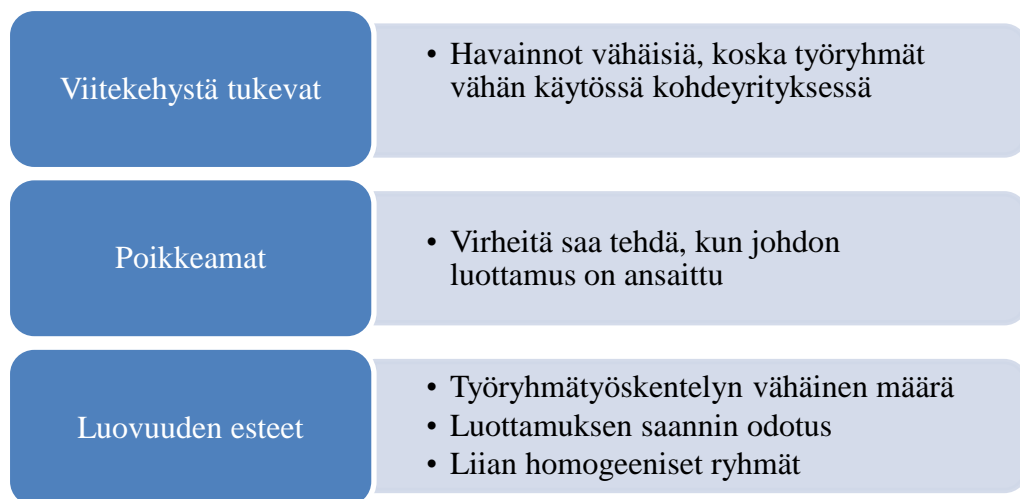 Viitekehystä tukevat
• Havainnot vähäisiä, koska työryhmät
vähän käytössä kohdeyrityksessä
Poikkeamat
• Virheitä saa tehdä, kun johdon
luottamus on ansaittu
Luovuuden esteet
• Työryhmätyöskentelyn vähäinen määrä
• Luottamuksen saannin odotus
• Liian homogeeniset ryhmät